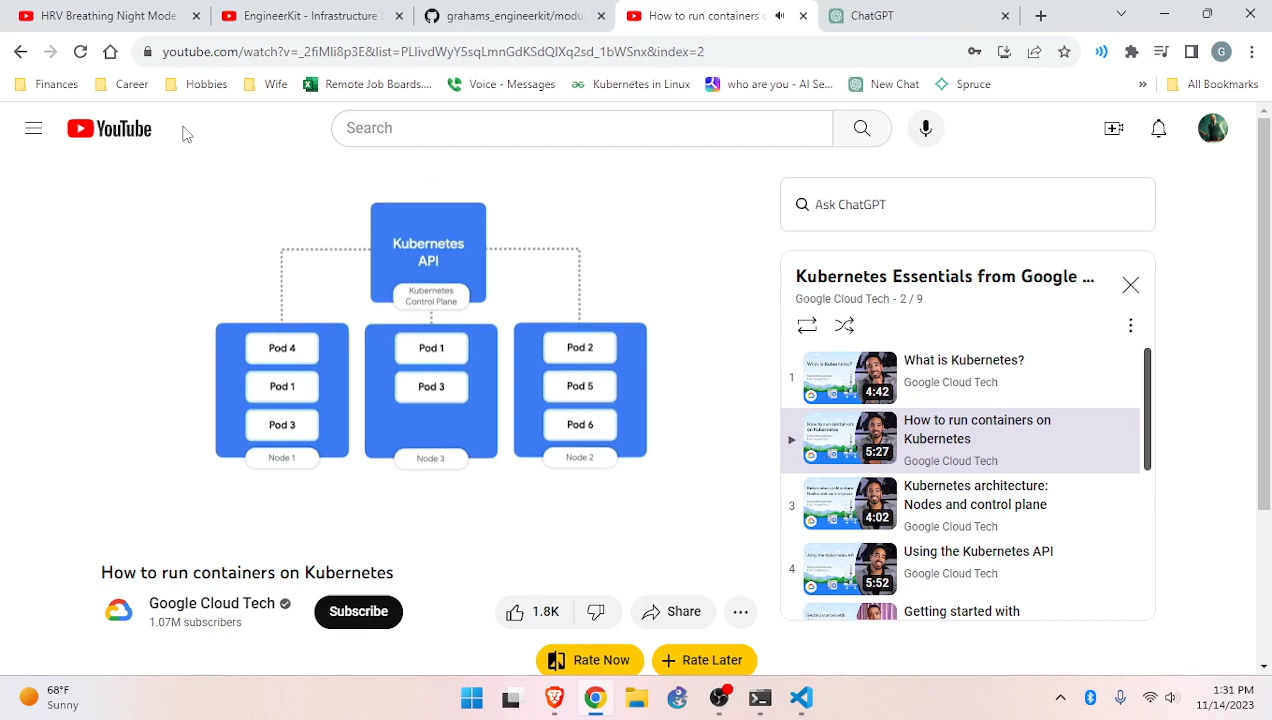 HRV Breathing Night Mode
EngineerKit - Infrastructure
grahams_engineerkit/modul
How to run containers o
ChatGPT
youtube.com/watch?v=_2fiMli8p3E&list=PLIivdWyY5sqLmnGdKSdQIXq2sd_1bWSnx&index=2
G
Finances
Career
Hobbies
Wife
Remote Job Boards....
Voice - Messages
Kubernetes in Linux
who are you - AI Se...
New Chat
Spruce
»
All Bookmarks
YouTube
Search
Kubernetes
API
Kubernetes
Control Plane
Pod 4
Pod 1
Pod 3
Node 1
Pod 1
Pod 3
Node 3
Pod 2
Pod 5
Pod 6
Node 2
How to run containers on Kubernetes
Google Cloud Tech
1.07M subscribers
Subscribe
1.8K
Share
Rate Now
Rate Later
Ask ChatGPT
Kubernetes Essentials from Google ...
Google Cloud Tech - 2 / 9
1
4:42
What is Kubernetes?
Google Cloud Tech
5:27
How to run containers on
Kubernetes
Google Cloud Tech
3
4:02
Kubernetes architecture:
Nodes and control plane
Google Cloud Tech
4
5:52
Using the Kubernetes API
Google Cloud Tech
Getting started with
68°F
Sunny
1:31 PM
11/14/2023